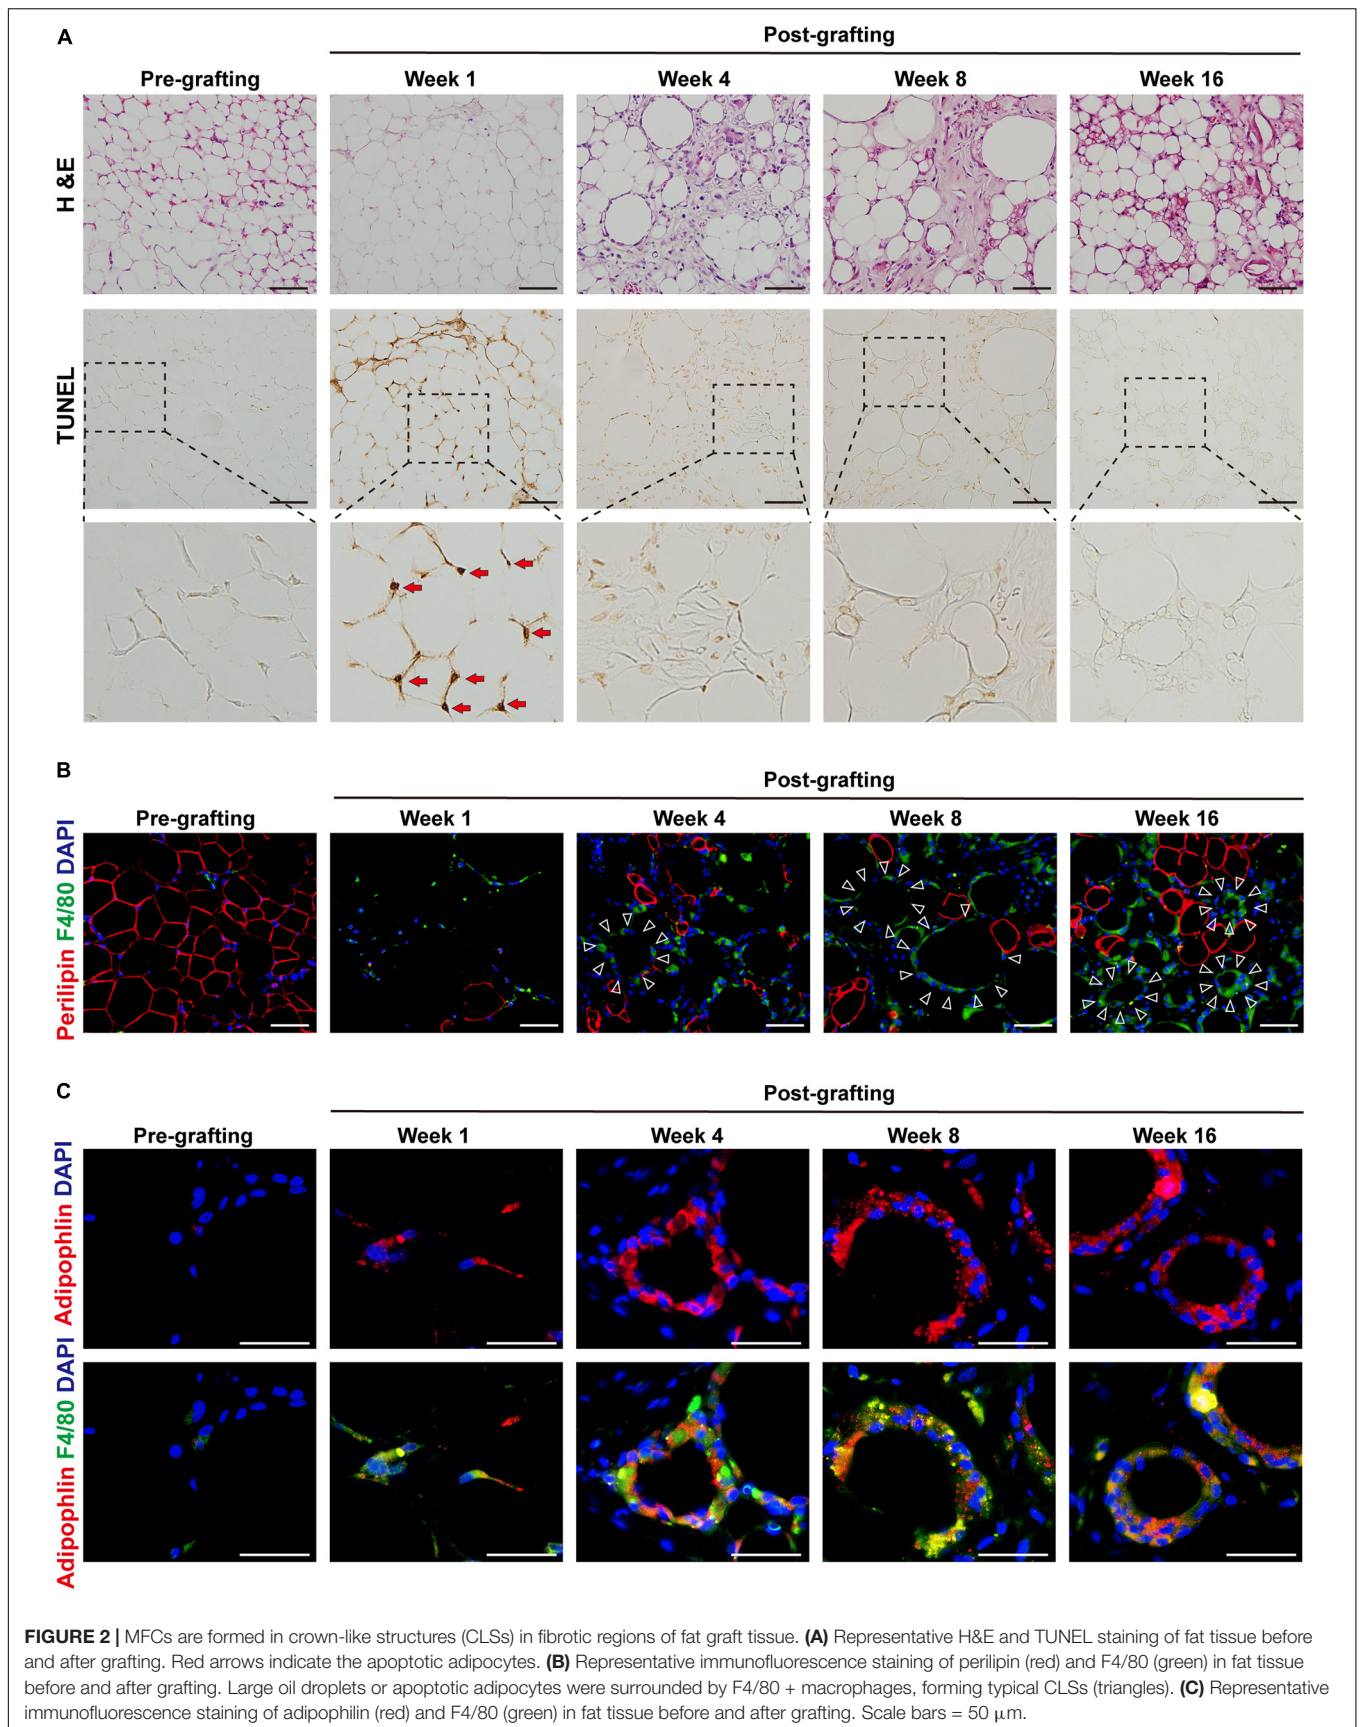 A
Post-grafting
Pre-grafting Week 1 Week 4 Week 8 Week 16
H &E
TUNEL
B
Post-grafting
Pre-grafting Week 1 Week 4 Week 8 Week 16
Perilipin F4/80 DAPI
C
Post-grafting
Pre-grafting Week 1 Week 4 Week 8 Week 16
Adipophlin DAPI
Adipophlin F4/80 DAPI
FIGURE 2 | MFCs are formed in crown-like structures (CLSs) in fibrotic regions of fat graft tissue. (A) Representative H&E and TUNEL staining of fat tissue before
and after grafting. Red arrows indicate the apoptotic adipocytes. (B) Representative immunofluorescence staining of perilipin (red) and F4/80 (green) in fat tissue
before and after grafting. Large oil droplets or apoptotic adipocytes were surrounded by F4/80 + macrophages, forming typical CLSs (triangles). (C) Representative
immunofluorescence staining of adipophilin (red) and F4/80 (green) in fat tissue before and after grafting. Scale bars = 50 μm.